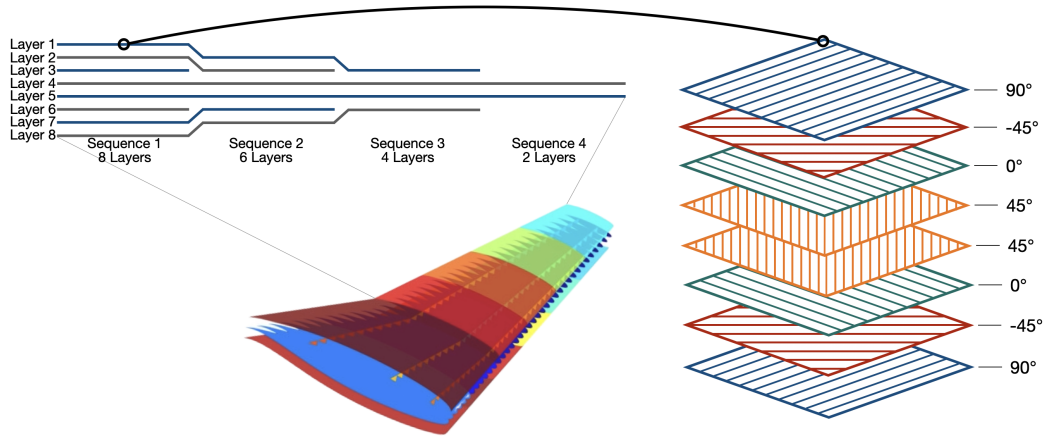 Layer 1
Layer 2
Layer 3
Layer 4
Layer 5
Layer 6
Layer 7
Layer 8
Sequence 1
8 Layers
Sequence 2
6 Layers
Sequence 3
4 Layers
Sequence 4
2 Layers
90°
-45°
0°
45°
45°
0°
-45°
90°